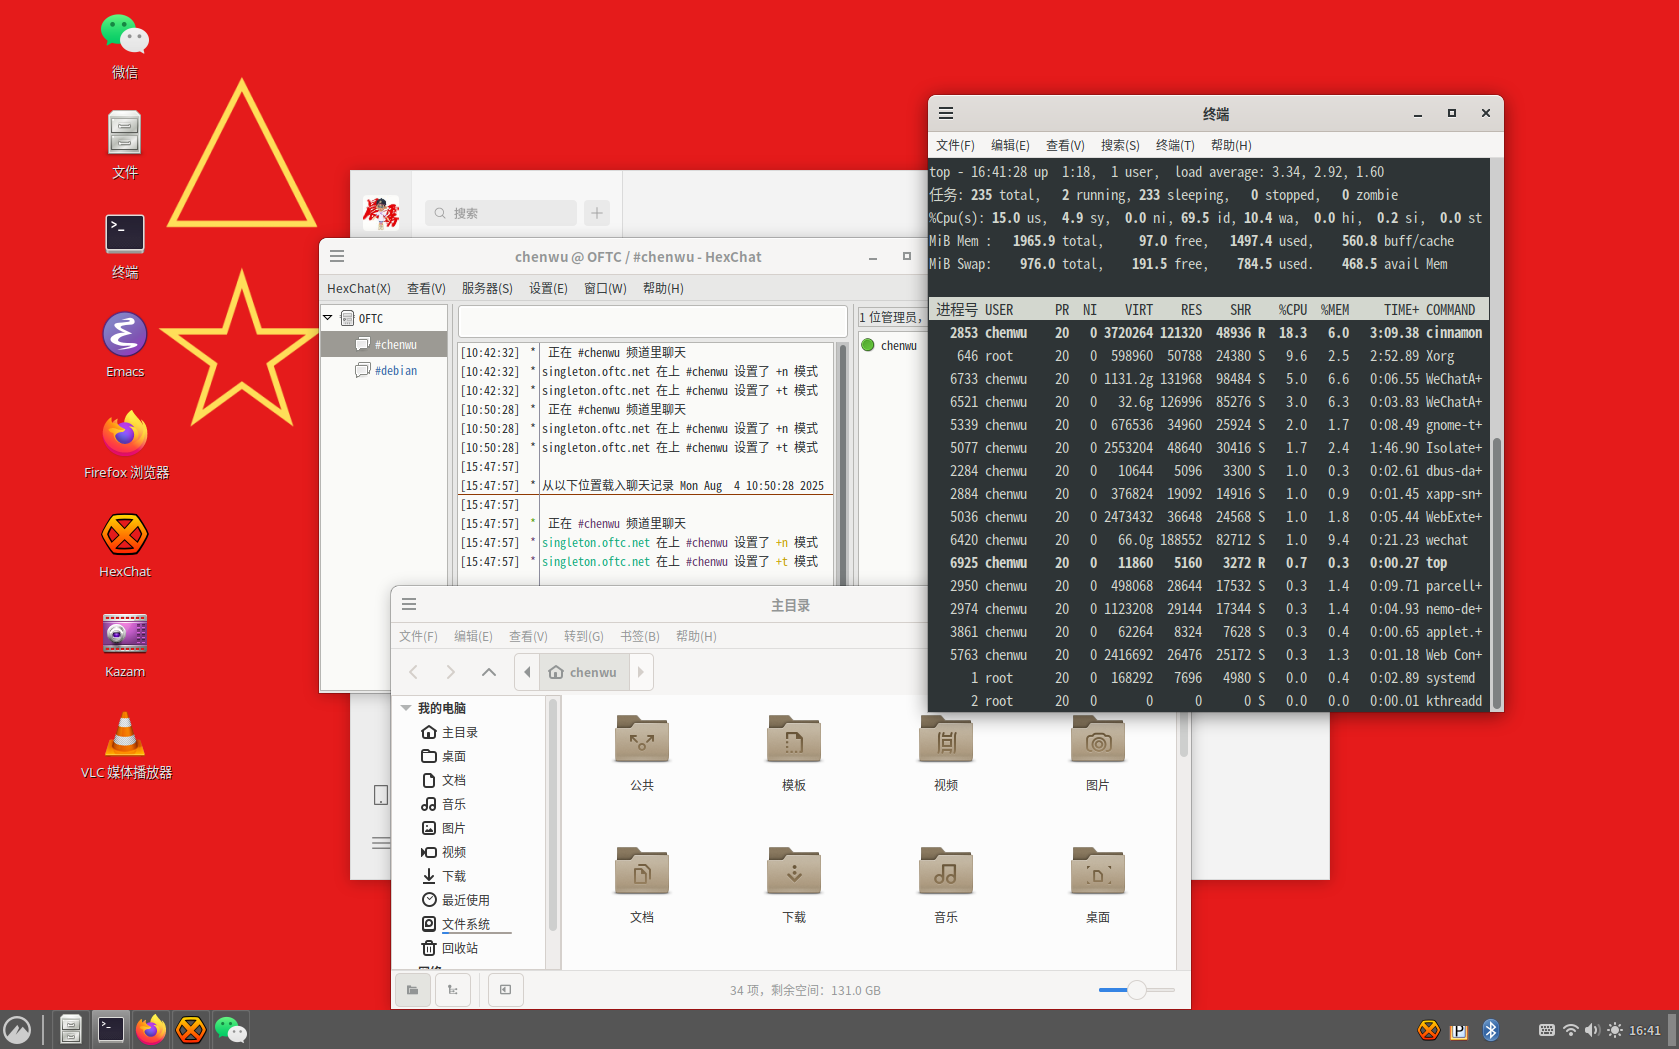 微信
文件
终端
Emacs
Firefox 浏览器
HexChat
Kazam
VLC 媒体播放器
晨雾
搜索
chenwu @ OFTC / #chenwu - HexChat
HexChat(X) 查看(V) 服务器(S) 设置(E) 窗口(W) 帮助(H)
OFTC
#chenwu
#debian
1 位管理员，
chenwu
[10:42:32] * 正在 #chenwu 频道里聊天
[10:42:32] * singleton.oftc.net 在上 #chenwu 设置了 +n 模式
[10:42:32] * singleton.oftc.net 在上 #chenwu 设置了 +t 模式
[10:50:28] * 正在 #chenwu 频道里聊天
[10:50:28] * singleton.oftc.net 在上 #chenwu 设置了 +n 模式
[10:50:28] * singleton.oftc.net 在上 #chenwu 设置了 +t 模式
[15:47:57]
[15:47:57] * 从以下位置载入聊天记录 Mon Aug  4 10:50:28 2025
[15:47:57]
[15:47:57] * 正在 #chenwu 频道里聊天
[15:47:57] * singleton.oftc.net 在上 #chenwu 设置了 +n 模式
[15:47:57] * singleton.oftc.net 在上 #chenwu 设置了 +t 模式
终端
文件(F) 编辑(E) 查看(V) 搜索(S) 终端(T) 帮助(H)
top - 16:41:28 up  1:18,  1 user,  load average: 3.34, 2.92, 1.60
任务: 235 total,   2 running, 233 sleeping,   0 stopped,   0 zombie
%Cpu(s): 15.0 us,  4.9 sy,  0.0 ni, 69.5 id, 10.4 wa,  0.0 hi,  0.2 si,  0.0 st
MiB Mem :   1965.9 total,     97.0 free,   1497.4 used,    560.8 buff/cache
MiB Swap:    976.0 total,    191.5 free,    784.5 used.    468.5 avail Mem
进程号 USER      PR  NI    VIRT    RES    SHR    %CPU  %MEM     TIME+ COMMAND
2853 chenwu    20   0 3720264 121320  48936 R  18.3   6.0   3:09.38 cinnamon
646 root      20   0  598960  50788  24380 S   9.6   2.5   2:52.89 Xorg
6733 chenwu    20   0 1131.2g 131968  98484 S   5.0   6.6   0:06.55 WeChatA+
6521 chenwu    20   0   32.6g 126996  85276 S   3.0   6.3   0:03.83 WeChatA+
5339 chenwu    20   0  676536  34960  25924 S   2.0   1.7   0:08.49 gnome-t+
5077 chenwu    20   0 2553204  48640  30416 S   1.7   2.4   1:46.90 Isolate+
2284 chenwu    20   0   10644   5096   3300 S   1.0   0.3   0:02.61 dbus-da+
2884 chenwu    20   0  376824  19092  14916 S   1.0   0.9   0:01.45 xapp-sn+
5036 chenwu    20   0 2473432  36648  24568 S   1.0   1.8   0:05.44 WebExte+
6420 chenwu    20   0   66.0g 188552  82712 S   1.0   9.4   0:21.23 wechat
6925 chenwu    20   0   11860   5160   3272 R   0.7   0.3   0:00.27 top
2950 chenwu    20   0  498068  28644  17532 S   0.3   1.4   0:09.71 parcell+
2974 chenwu    20   0 1123208  29144  17344 S   0.3   1.4   0:04.93 nemo-de+
3861 chenwu    20   0   62264   8324   7628 S   0.3   0.4   0:00.65 applet.+
5763 chenwu    20   0 2416692  26476  25172 S   0.3   1.3   0:01.18 Web Con+
1 root      20   0  168292   7696   4980 S   0.0   0.4   0:02.89 systemd
2 root      20   0       0      0      0 S   0.0   0.0   0:00.01 kthreadd
主目录
文件(F) 编辑(E) 查看(V) 转到(G) 书签(B) 帮助(H)
chenwu
我的电脑
主目录
桌面
文档
音乐
图片
视频
下载
最近使用
文件系统
回收站
公共 模板 视频 图片
文档 下载 音乐 桌面
34 项，剩余空间：131.0 GB
16:41